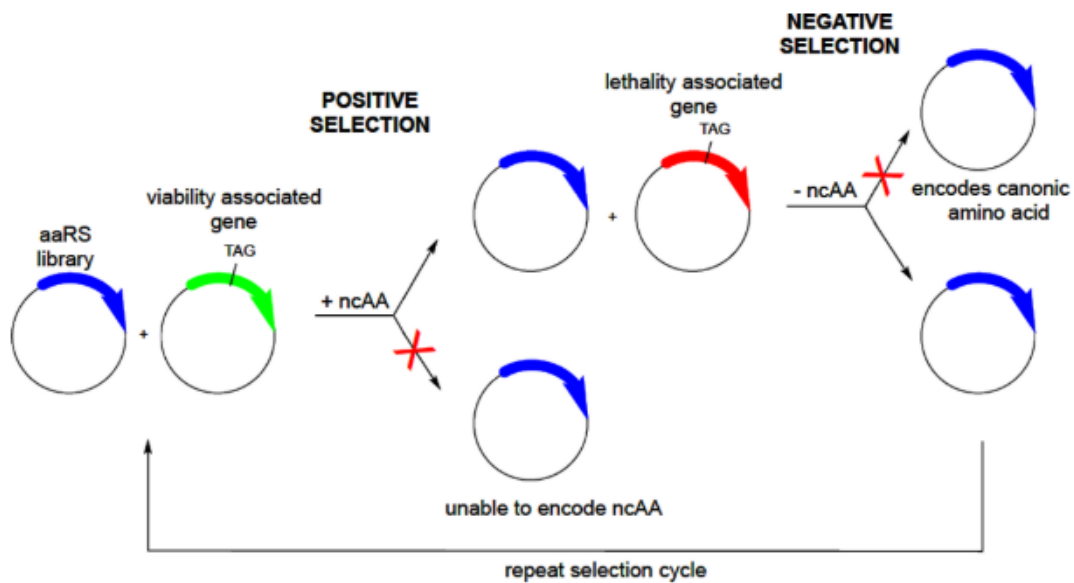 NEGATIVE
SELECTION
lethality associated
gene
TAG
POSITIVE
SELECTION
- ncAA
encodes canonic
amino acid
viability associated
gene
TAG
aaRS
library
+
+ ncAA
+
unable to encode ncAA
repeat selection cycle